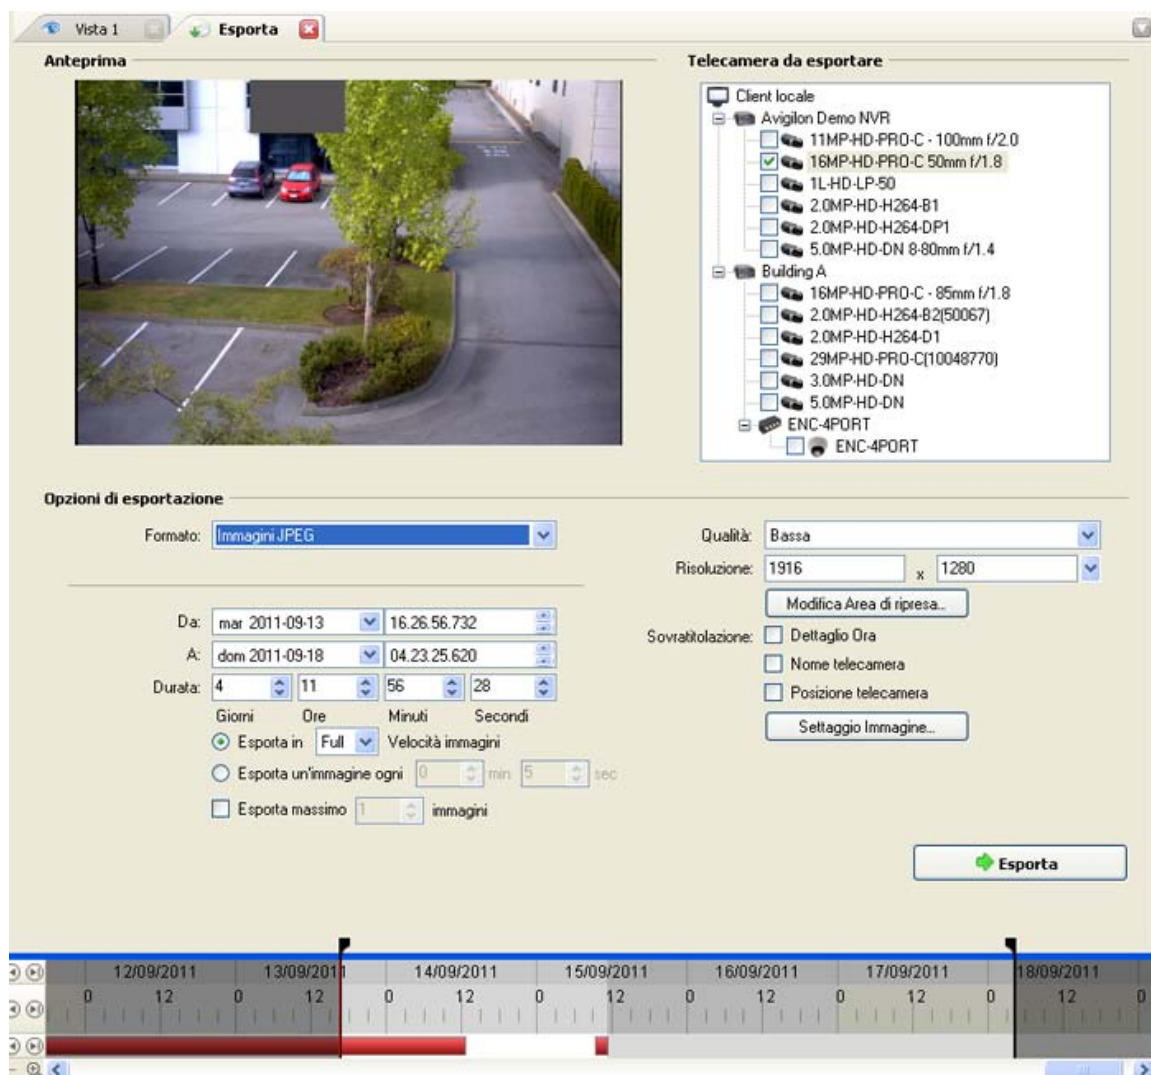 Vista 1
Esporta
Anteprima
Telecamera da esportare
Client locale
Avigilon Demo NVR
11MP-HD-PRO-C - 100mm f/2.0
16MP-HD-PRO-C 50mm f/1.8
1L-HD-LP-50
2.0MP-HD-H264-B1
2.0MP-HD-H264-DP1
5.0MP-HD-DN 8-80mm f/1.4
Building A
16MP-HD-PRO-C - 85mm f/1.8
2.0MP-HD-H264-B2(50067)
2.0MP-HD-H264-D1
29MP-HD-PRO-C(10048770)
3.0MP-HD-DN
5.0MP-HD-DN
ENC-4PORT
ENC-4PORT
Opzioni di esportazione
Formato: Immagini JPEG
Da: mar 2011-09-13 16.26.56.732
A: dom 2011-09-18 04.23.25.620
Durata: 4 11 56 28
Giorni Ore Minuti Secondi
Esporta in Full Velocità immagini
Esporta un'immagine ogni 0 min 5 sec
Esporta massimo 1 immagini
Qualità: Bassa
Risoluzione: 1916 x 1280
Modifica Area di ripresa...
Sovratitolazione: Dettaglio Ora
Nome telecamera
Posizione telecamera
Settaggio Immagine...
Esporta
12/09/2011 13/09/2011 14/09/2011 15/09/2011 16/09/2011 17/09/2011 18/09/2011
0 12 0 12 0 12 0 12 0 12 0 12 0 12 0